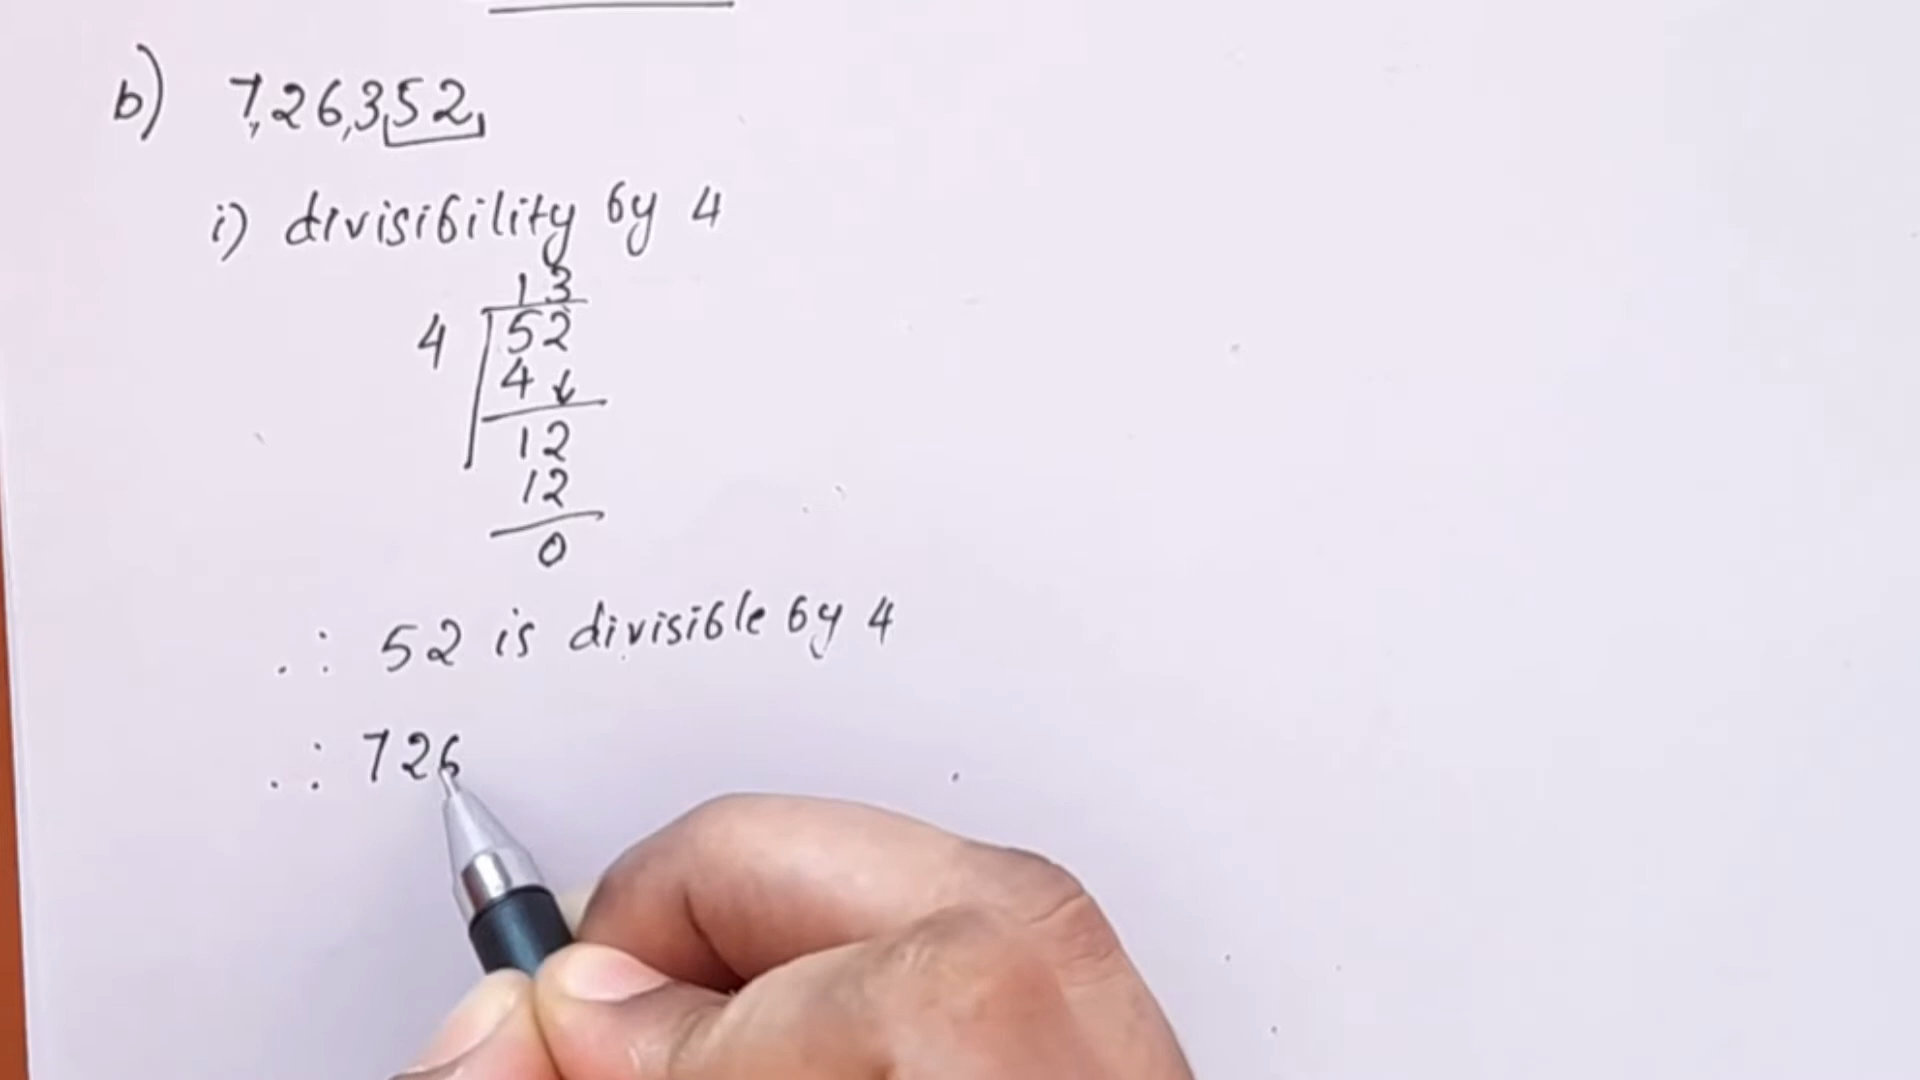 b) 7,26,352
i) divisibility by 4
13
4 52
4 ↓
12
12
0
∴ 52 is divisible by 4
∴ 726